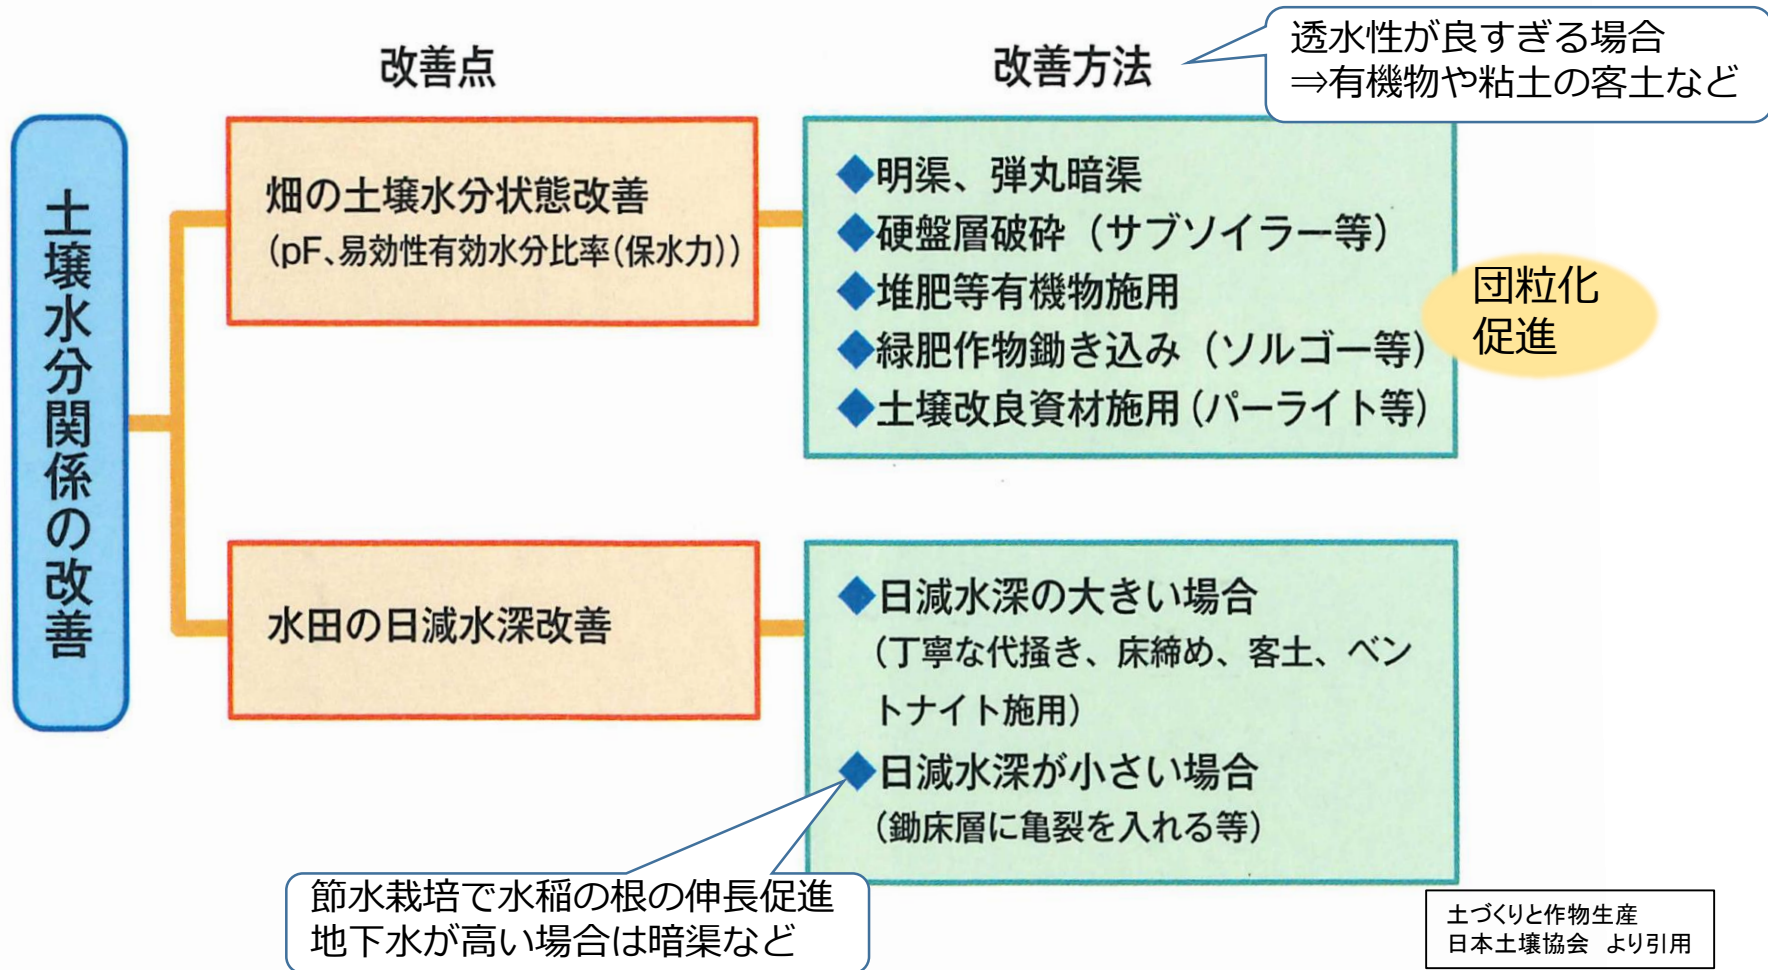 改善点
改善方法
透水性が良すぎる場合
⇒有機物や粘土の客土など
土壌水分関係の改善
畑の土壌水分状態改善
(pF、易効性有効水分比率(保水力))
◆明渠、弾丸暗渠
◆硬盤層破砕(サブソイラー等)
◆堆肥等有機物施用
◆緑肥作物鋤き込み(ソルゴー等)
◆土壌改良資材施用(パーライト等)
団粒化
促進
水田の日減水深改善
◆日減水深の大きい場合
(丁寧な代掻き、床締め、客土、ベン
トナイト施用)
◆日減水深が小さい場合
(鋤床層に亀裂を入れる等)
節水栽培で水稲の根の伸長促進
地下水が高い場合は暗渠など
土づくりと作物生産
日本土壌協会 より引用